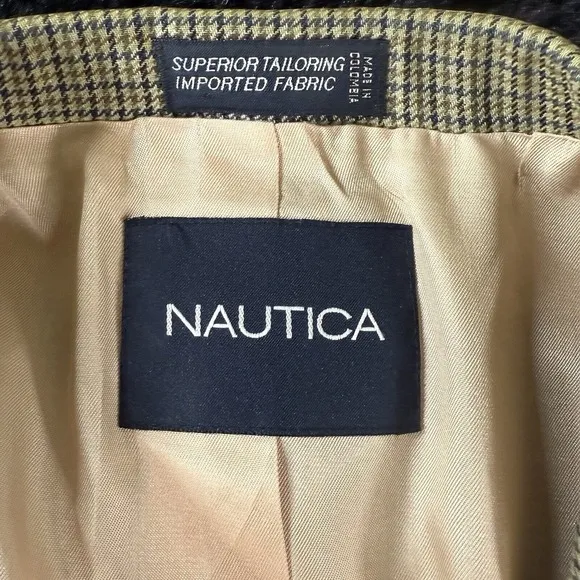 SUPERIOR TAILORING
IMPORTED FABRIC
MADE IN
COLOMBIA
NAUTICA